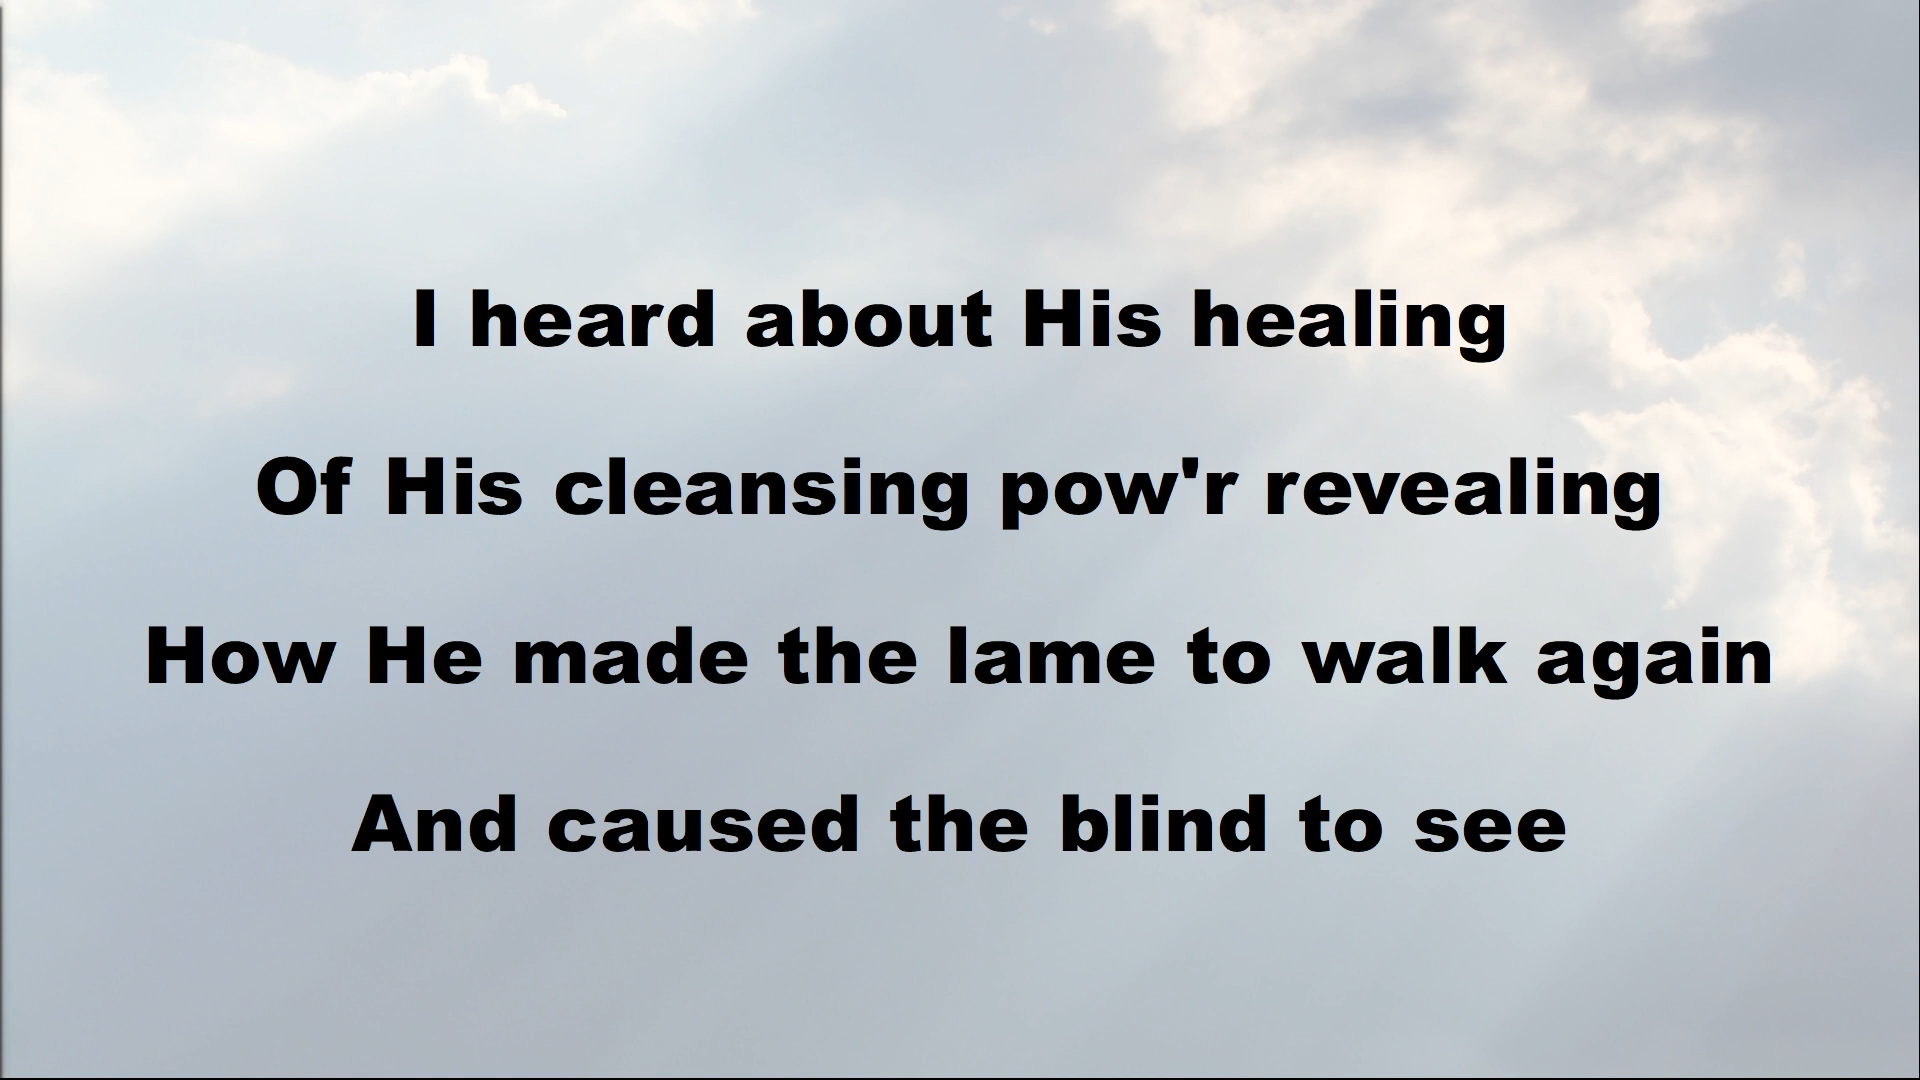 I heard about His healing
Of His cleansing pow'r revealing
How He made the lame to walk again
And caused the blind to see